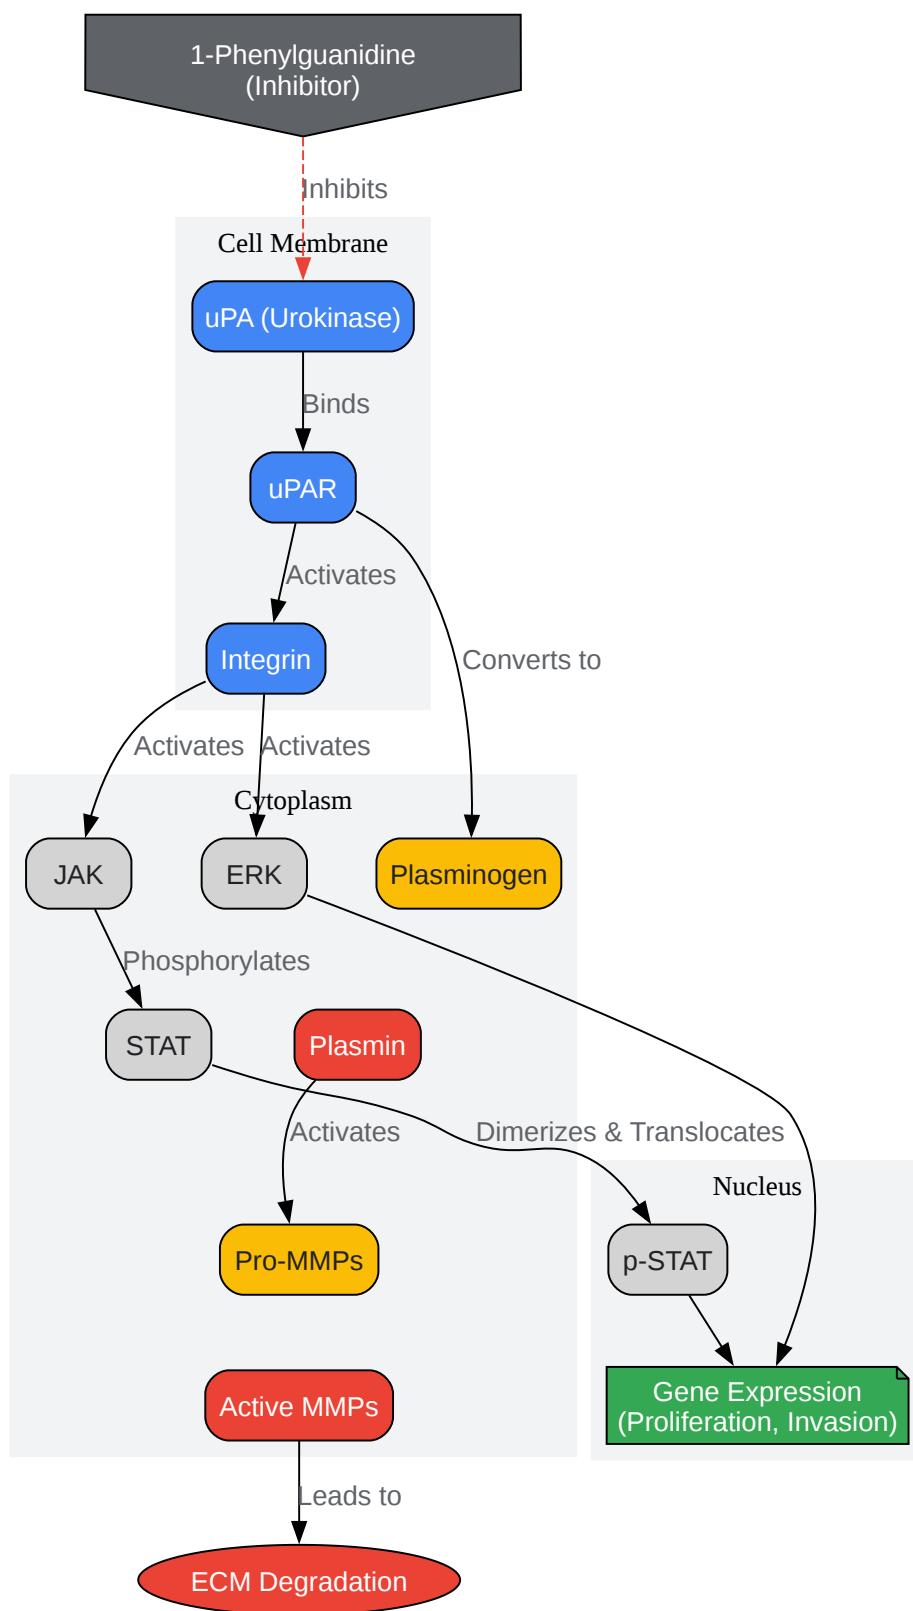 1-Phenylguanidine
(Inhibitor)
Inhibits
Cell Membrane
uPA (Urokinase)
Binds
uPAR
Activates
Integrin
Converts to
Activates
Activates
Cytoplasm
JAK
ERK
Plasminogen
Phosphorylates
STAT
Plasmin
Activates
Dimerizes & Translocates
Nucleus
Pro-MMPs
p-STAT
Active MMPs
Gene Expression
(Proliferation, Invasion)
Leads to
ECM Degradation